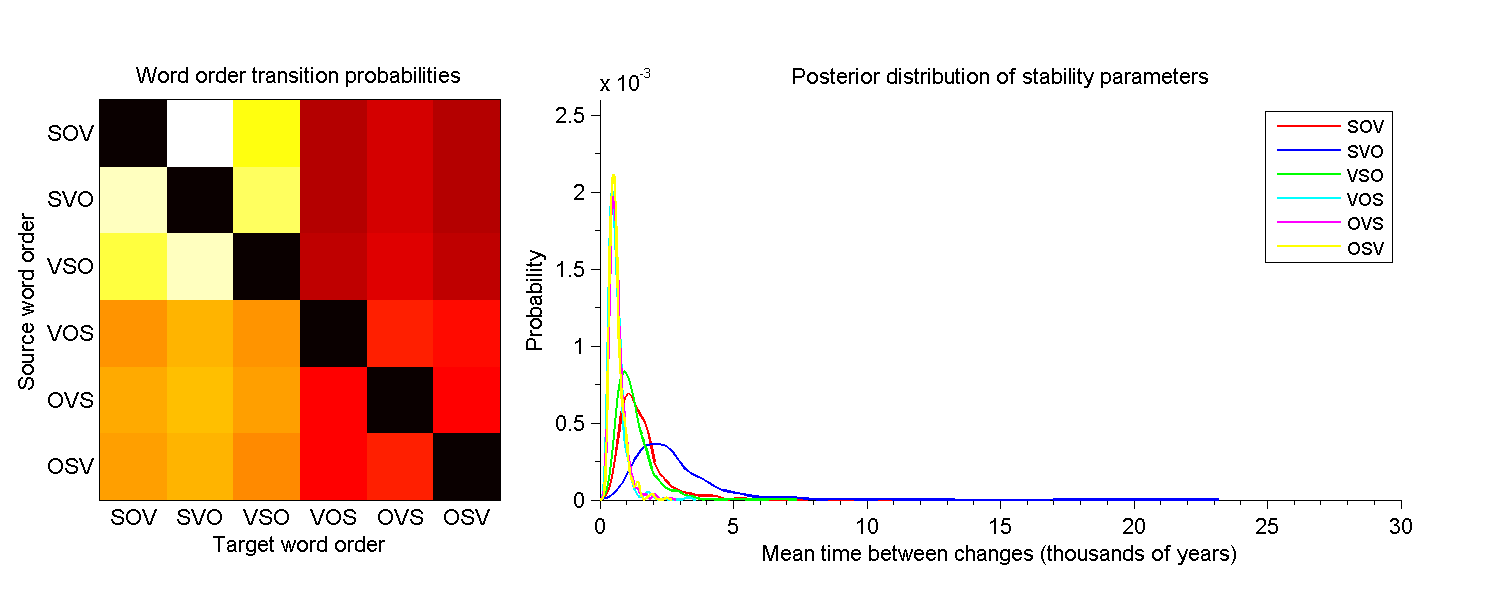 Word order transition probabilities
SOV
SVO
VSO
VOS
OVS
OSV
Source word order
SOV SVO VSO VOS OVS OSV
Target word order
Posterior distribution of stability parameters
x 10-3
2.5
2
1.5
1
0.5
0
Probability
0 5 10 15 20 25 30
Mean time between changes (thousands of years)
SOV
SVO
VSO
VOS
OVS
OSV